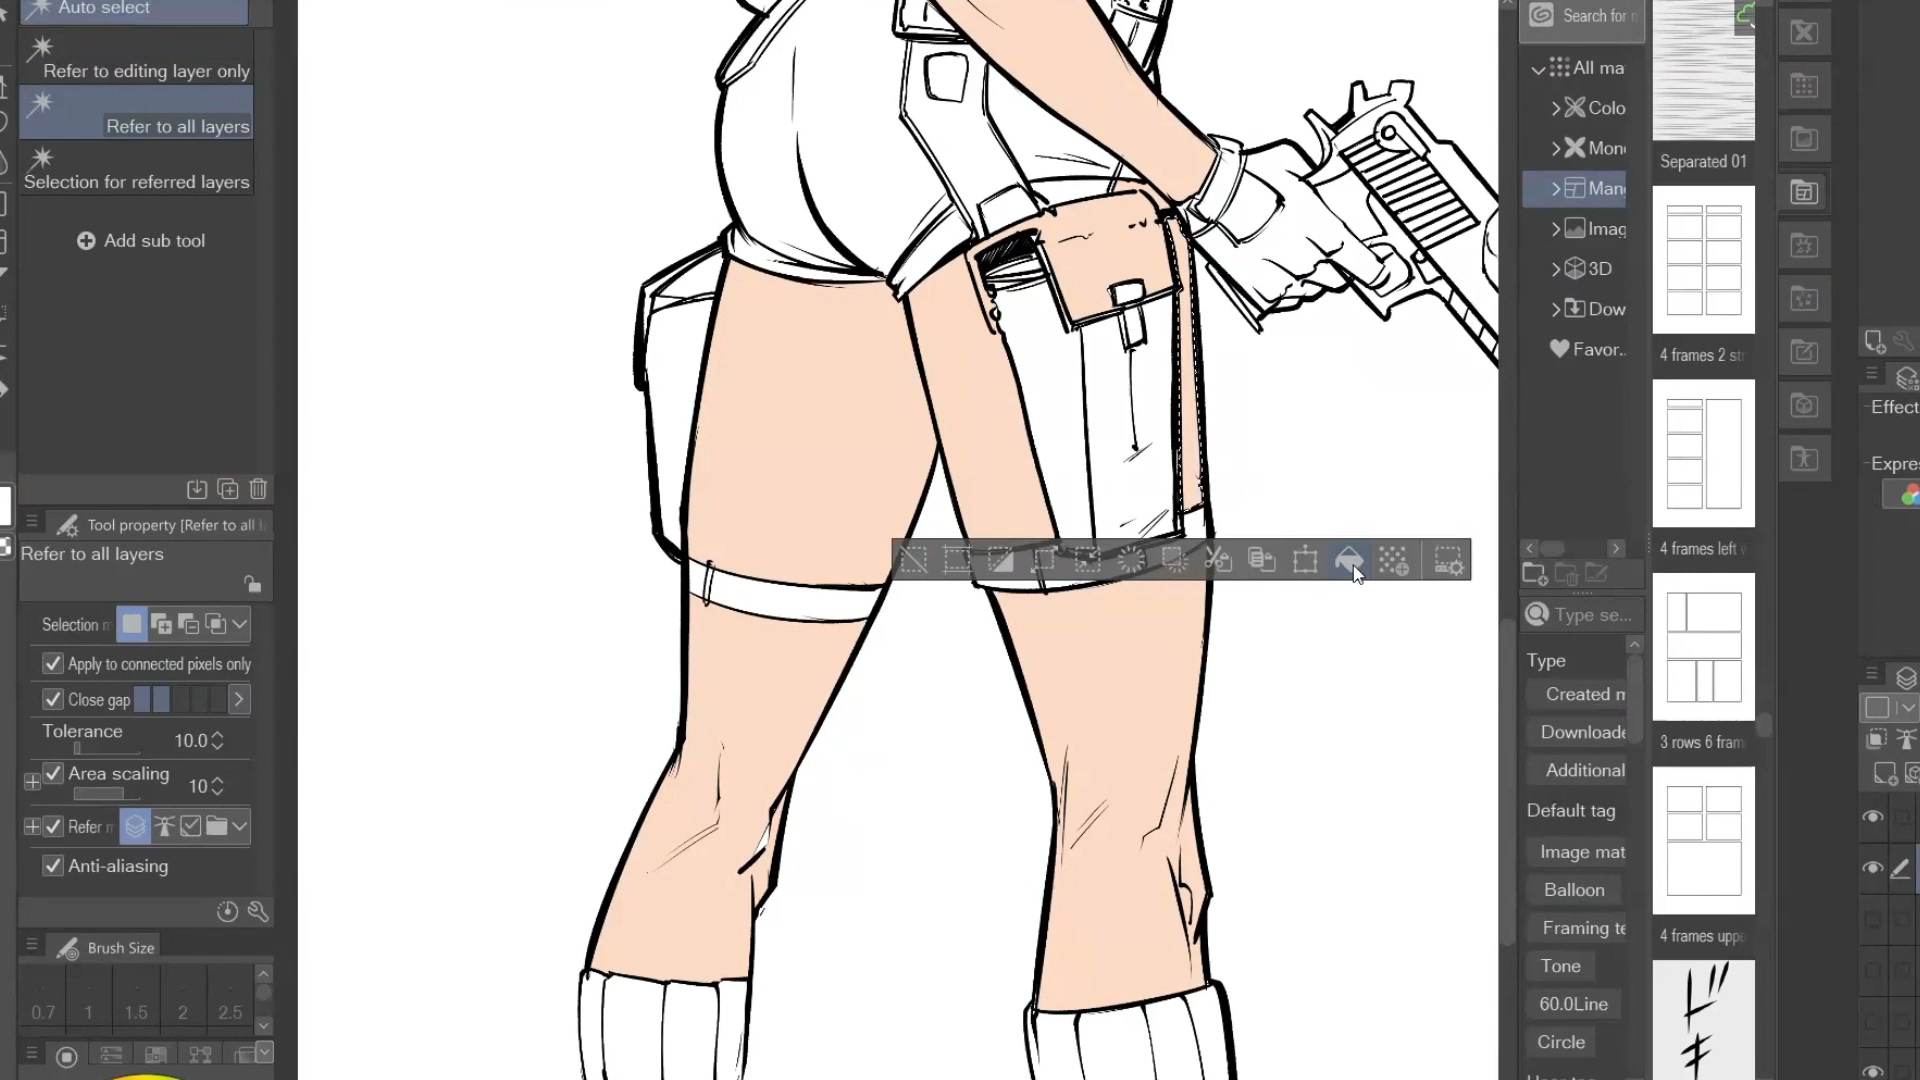 Auto select
Refer to editing layer only
Refer to all layers
Selection for referred layers
Add sub tool
Tool property [Refer to all l
Refer to all layers
Selection m
Apply to connected pixels only
Close gap
Tolerance
10.0
Area scaling
10
Refer m
Anti-aliasing
Brush Size
0.7 1 1.5 2 2.5
Search for m
All ma
Colo
Mon
Man
Imag
3D
Dow
Favor...
Type se...
Type
Created m
Downloade
Additional
Default tag
Image mat
Balloon
Framing te
Tone
60.0Line
Circle
Separated 01
4 frames 2 str
4 frames left v
3 rows 6 fram
4 frames uppe
ドキ
Effect
Expres